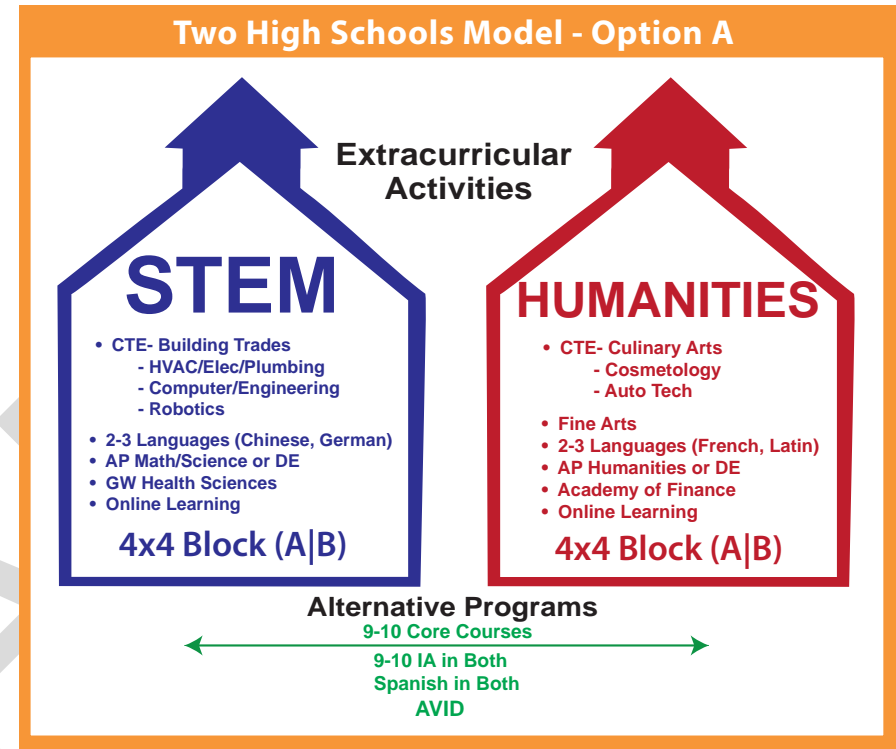 Two High Schools Model - Option A
Extracurricular
Activities
STEM
• CTE- Building Trades
- HVAC/Elec/Plumbing
- Computer/Engineering
- Robotics
• 2-3 Languages (Chinese, German)
• AP Math/Science or DE
• GW Health Sciences
• Online Learning
4x4 Block (A|B)
HUMANITIES
• CTE- Culinary Arts
- Cosmetology
- Auto Tech
• Fine Arts
• 2-3 Languages (French, Latin)
• AP Humanities or DE
• Academy of Finance
• Online Learning
4x4 Block (A|B)
Alternative Programs
9-10 Core Courses
9-10 IA in Both
Spanish in Both
AVID